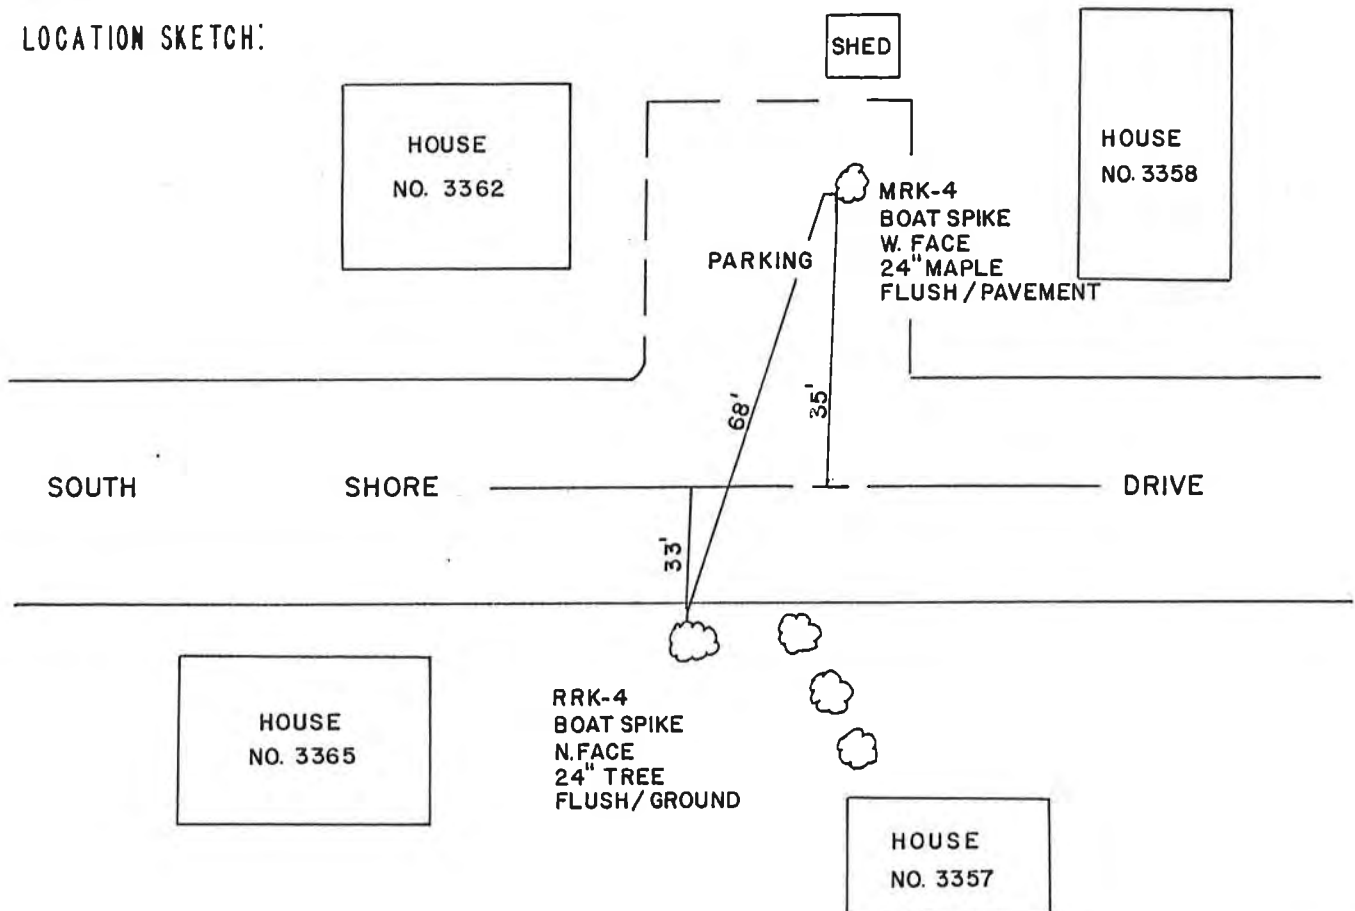 LOCATION SKETCH:
SHED
HOUSE
NO. 3362
HOUSE
NO. 3358
MRK-4
BOAT SPIKE
W. FACE
24" MAPLE
FLUSH / PAVEMENT
PARKING
68'
35'
SOUTH SHORE DRIVE
33'
RRK-4
BOAT SPIKE
N. FACE
24" TREE
FLUSH / GROUND
HOUSE
NO. 3365
HOUSE
NO. 3357